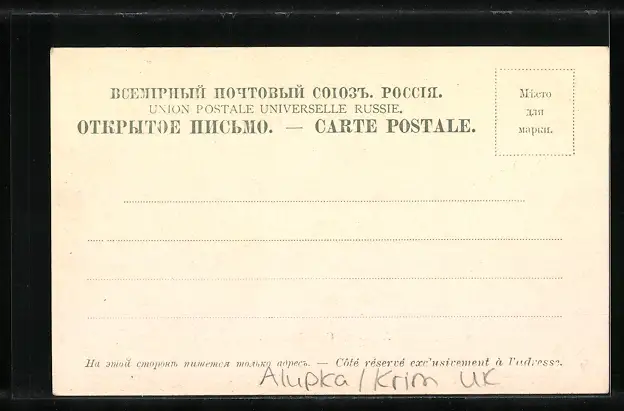 ВСЕМІРНЫЙ ПОЧТОВЫЙ СОЮЗЪ. РОССІЯ.
UNION POSTALE UNIVERSELLE RUSSIE.
ОТКРЫТОЕ ПИСЬМО. — CARTE POSTALE.
Мѣсто
для
марки.
На этой сторонѣ пишется только адресъ. — Côté réservé exclusivement à l'adresse.
Alupka/Krim UK